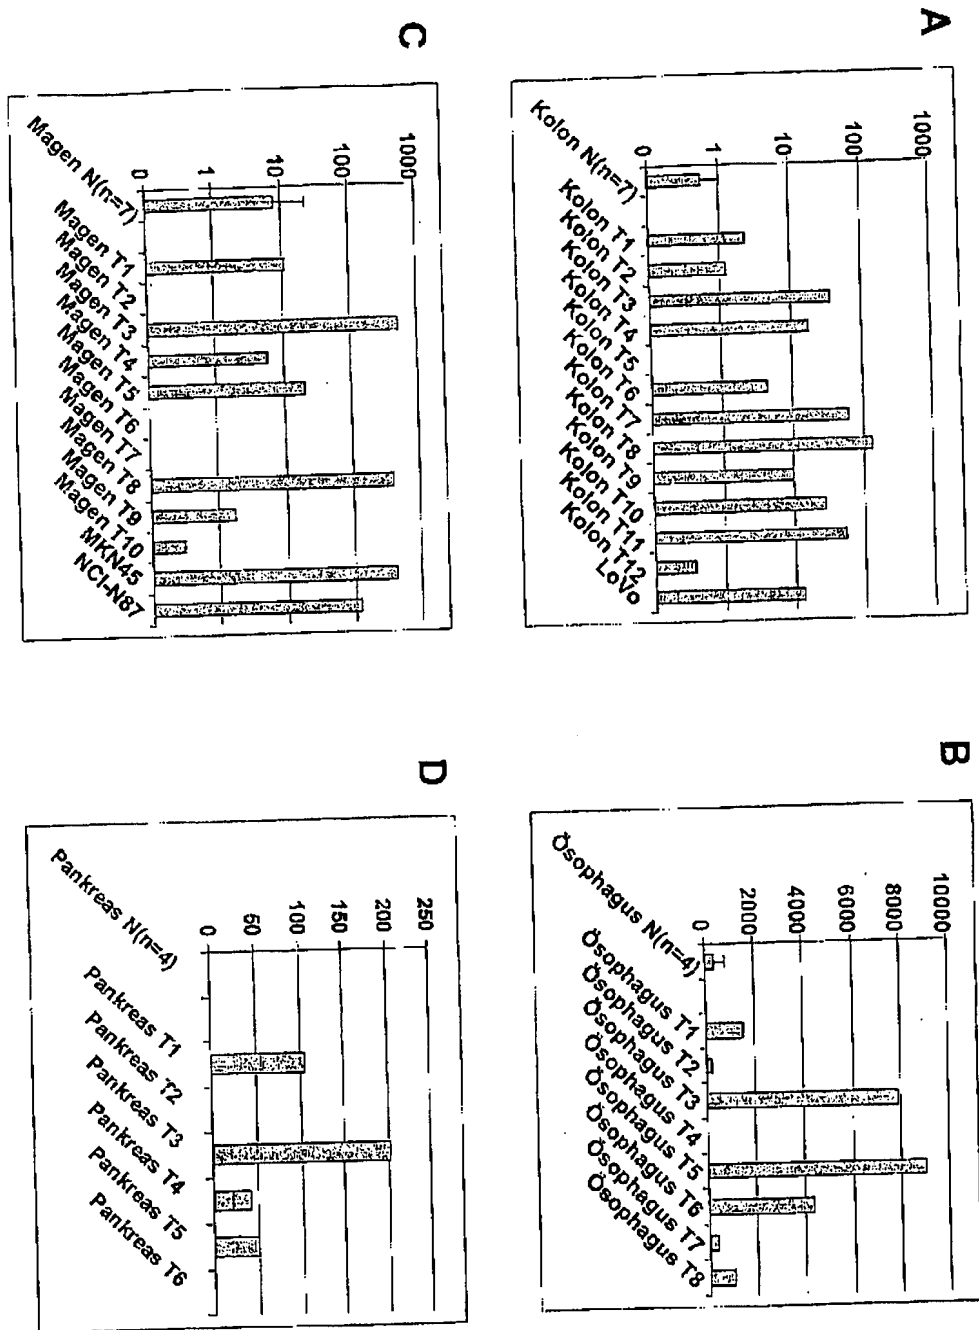 A
1000
100
10
1
0
Kolon N(n=7)
Kolon T1
Kolon T2
Kolon T3
Kolon T4
Kolon T5
Kolon T6
Kolon T7
Kolon T8
Kolon T9
Kolon T10
Kolon T11
Kolon T12
LoVo
B
10000
8000
6000
4000
2000
0
Ösophagus N(n=4)
Ösophagus T1
Ösophagus T2
Ösophagus T3
Ösophagus T4
Ösophagus T5
Ösophagus T6
Ösophagus T7
Ösophagus T8
C
1000
100
10
1
0
Magen N(n=7)
Magen T1
Magen T2
Magen T3
Magen T4
Magen T5
Magen T6
Magen T7
Magen T8
Magen T9
Magen T10
MKN45
NCI-N87
D
250
200
150
100
50
0
Pankreas N(n=4)
Pankreas T1
Pankreas T2
Pankreas T3
Pankreas T4
Pankreas T5
Pankreas T6